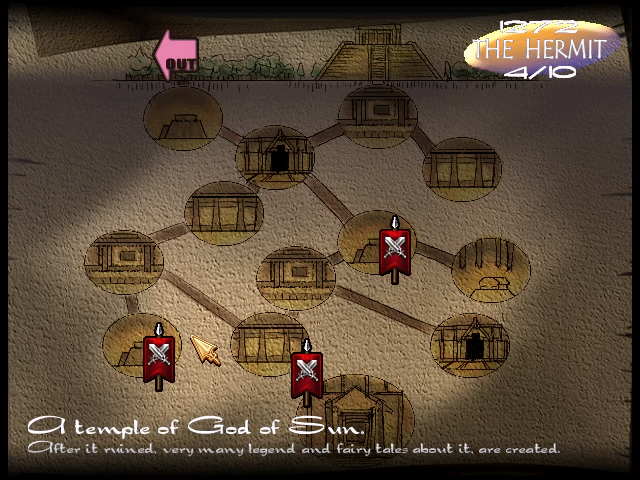 1272
THE HERMIT
4/10
OUT
A temple of God of Sun.
After it ruined, very many legend and fairy tales about it, are created.